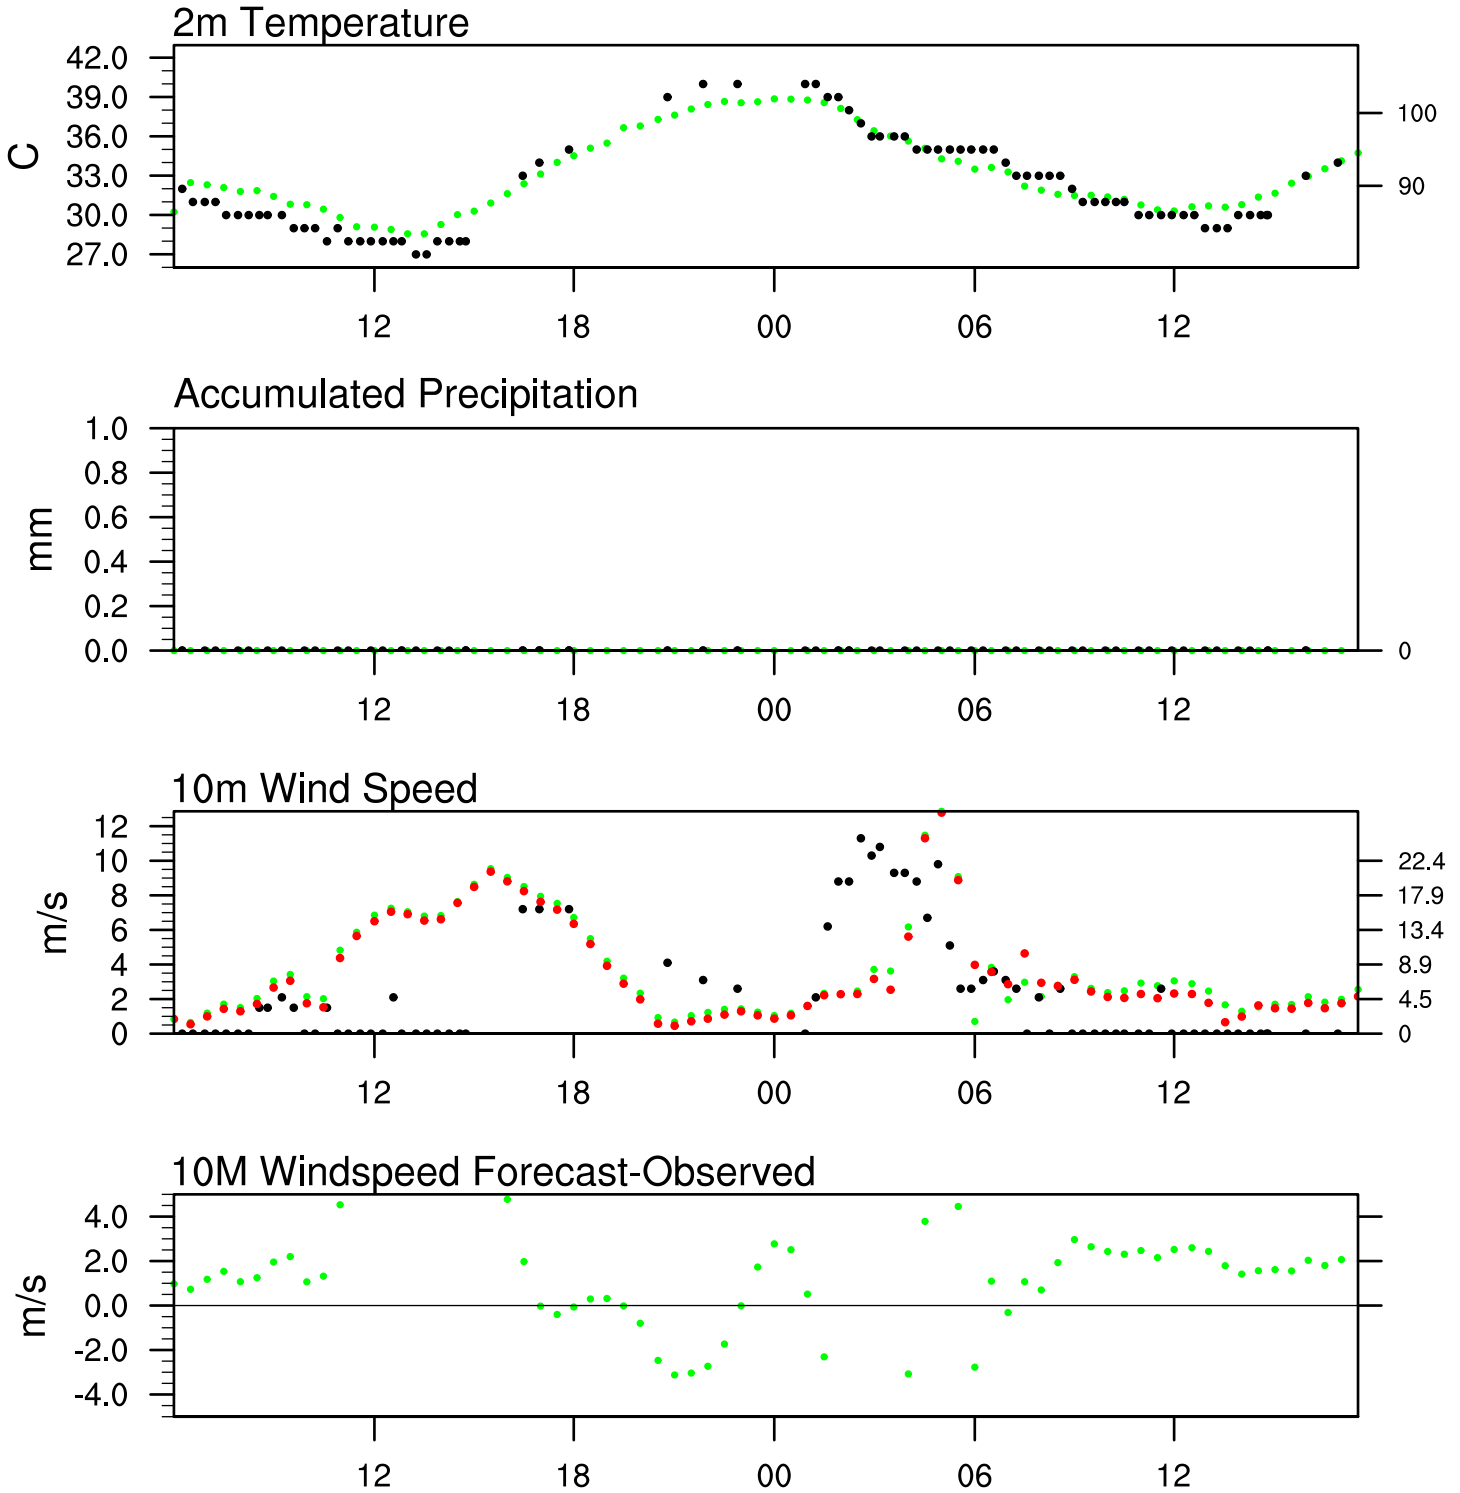 2m Temperature
42.0
39.0
36.0
33.0
30.0
27.0
C
100
90
12 18 00 06 12
Accumulated Precipitation
1.0
0.8
0.6
0.4
0.2
0.0
mm
0
12 18 00 06 12
10m Wind Speed
12
10
8
6
4
2
0
m/s
22.4
17.9
13.4
8.9
4.5
0
12 18 00 06 12
10M Windspeed Forecast-Observed
4.0
2.0
0.0
-2.0
-4.0
m/s
12 18 00 06 12